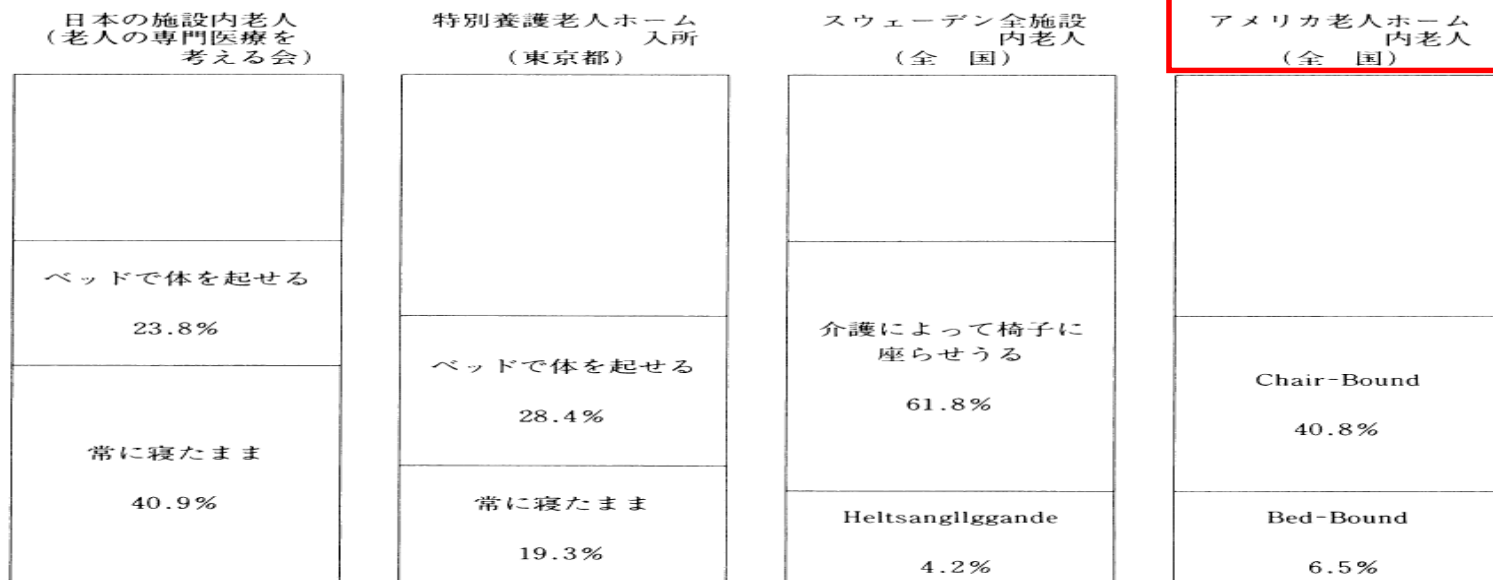 日本の施設内老人
(老人の専門医療を
考える会)
ベッドで体を起せる
23.8%
常に寝たまま
40.9%
特別養護老人ホーム
入所
(東京都)
ベッドで体を起せる
28.4%
常に寝たまま
19.3%
スウェーデン全施設
内老人
(全 国)
介護によって椅子に
座らせうる
61.8%
Heltsangllggande
4.2%
アメリカ老人ホーム
内老人
(全 国)
Chair-Bound
40.8%
Bed-Bound
6.5%